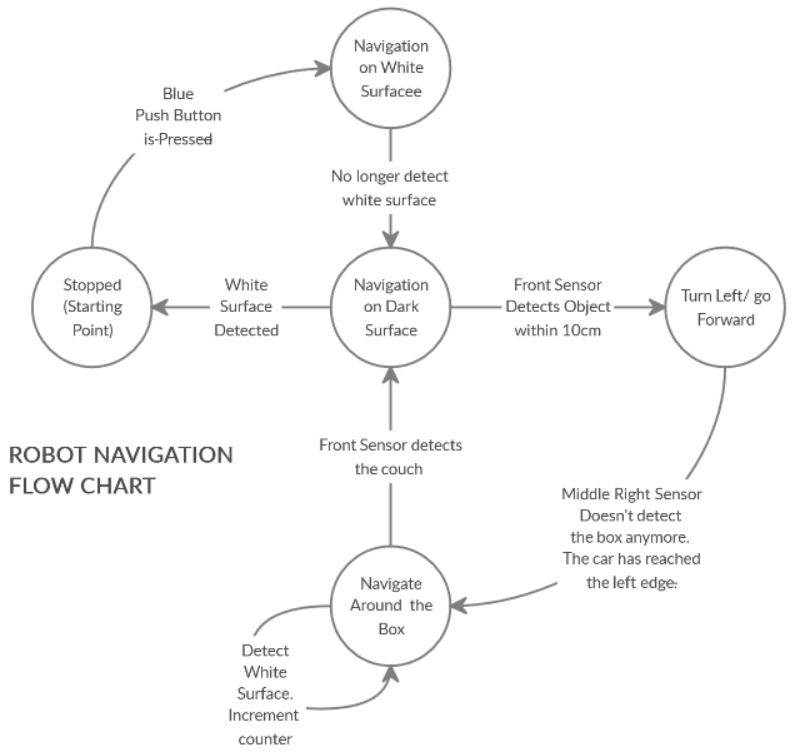 Navigation
on White
Surfacee
Blue
Push Button
is-Pressed
No longer detect
white surface
Stopped
(Starting
Point)
White
Surface
Detected
Navigation
on Dark
Surface
Front Sensor
Detects Object
within 10cm
Turn Left/ go
Forward
ROBOT NAVIGATION
FLOW CHART
Front Sensor detects
the couch
Middle Right Sensor
Doesn't detect
the box anymore.
The car has reached
the left edge.
Navigate
Around the
Box
Detect
White
Surface.
Increment
counter